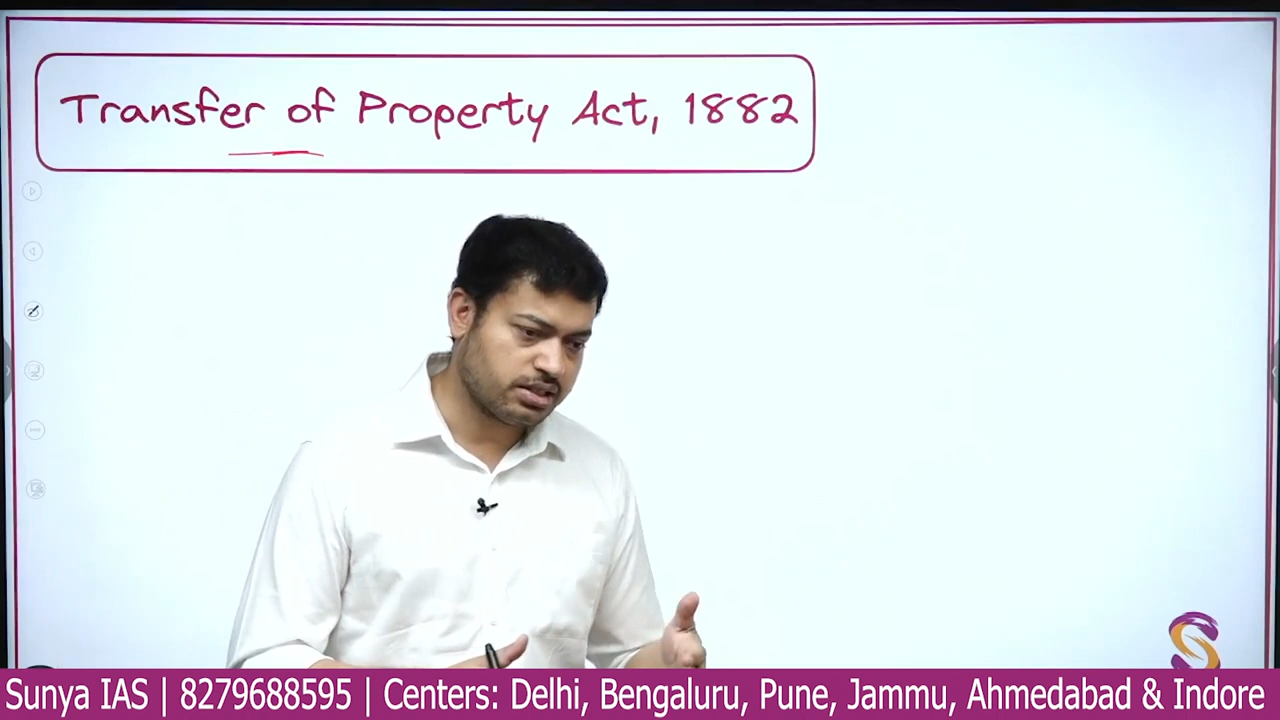 Transfer of Property Act, 1882
Sunya IAS | 8279688595 | Centers: Delhi, Bengaluru, Pune, Jammu, Ahmedabad & Indore